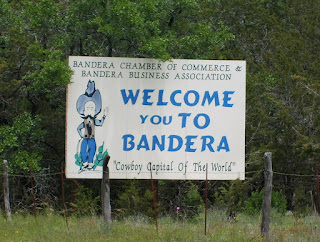 BANDERA CHAMBER OF COMMERCE &
BANDERA BUSINESS ASSOCIATION
WELCOME
YOU TO
BANDERA
"Cowboy Capital Of The World"